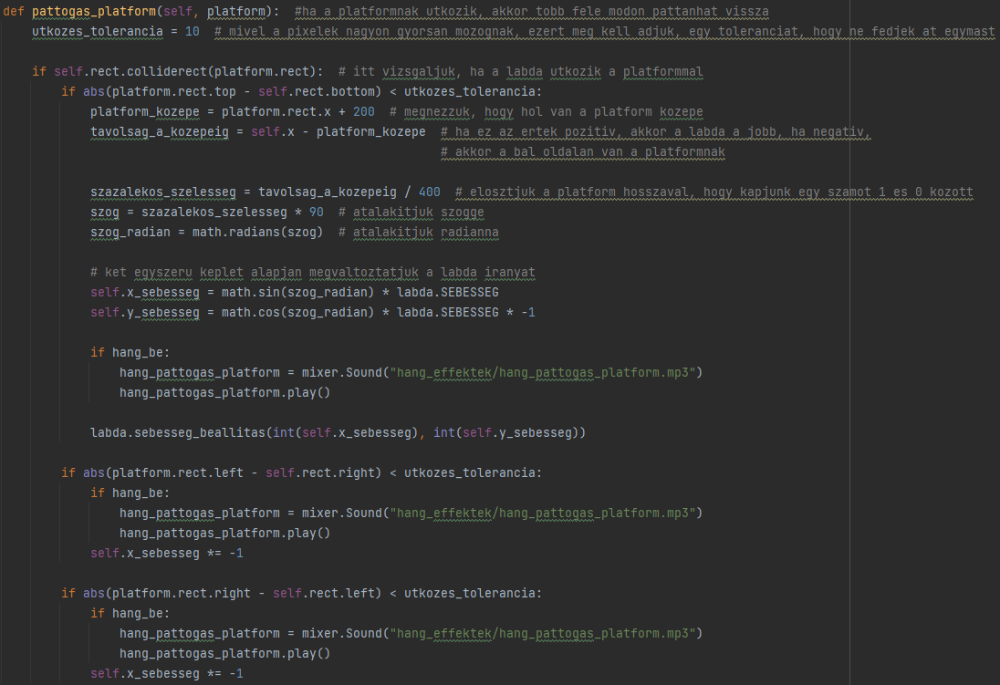 def pattogas_platform(self, platform):  #ha a platformnak utkozik, akkor tobb fele modon pattanhat vissza
    utkozes_tolerancia = 10  # mivel a pixelek nagyon gyorsan mozognak, ezert meg kell adjuk, egy toleranciat, hogy ne fedjek at egymast

    if self.rect.colliderect(platform.rect):  # itt vizsgaljuk, ha a labda utkozik a platformmal
        if abs(platform.rect.top - self.rect.bottom) < utkozes_tolerancia:
            platform_kozepe = platform.rect.x + 200  # megnezzuk, hogy hol van a platform kozepe
            tavolsag_a_kozepeig = self.x - platform_kozepe  # ha ez az ertek pozitiv, akkor a labda a jobb, ha negativ,
                                                            # akkor a bal oldalan van a platformnak

            szazalekos_szelesseg = tavolsag_a_kozepeig / 400  # elosztjuk a platform hosszaval, hogy kapjunk egy szamot 1 es 0 kozott
            szog = szazalekos_szelesseg * 90  # atalakitjuk szogge
            szog_radian = math.radians(szog)  # atalakitjuk radianna

            # ket egyszeru keplet alapjan megvaltoztatjuk a labda iranyat
            self.x_sebesseg = math.sin(szog_radian) * labda.SEBESSEG
            self.y_sebesseg = math.cos(szog_radian) * labda.SEBESSEG * -1

            if hang_be:
                hang_pattogas_platform = mixer.Sound("hang_effektek/hang_pattogas_platform.mp3")
                hang_pattogas_platform.play()

            labda.sebesseg_beallitas(int(self.x_sebesseg), int(self.y_sebesseg))

        if abs(platform.rect.left - self.rect.right) < utkozes_tolerancia:
            if hang_be:
                hang_pattogas_platform = mixer.Sound("hang_effektek/hang_pattogas_platform.mp3")
                hang_pattogas_platform.play()
            self.x_sebesseg *= -1

        if abs(platform.rect.right - self.rect.left) < utkozes_tolerancia:
            if hang_be:
                hang_pattogas_platform = mixer.Sound("hang_effektek/hang_pattogas_platform.mp3")
                hang_pattogas_platform.play()
            self.x_sebesseg *= -1